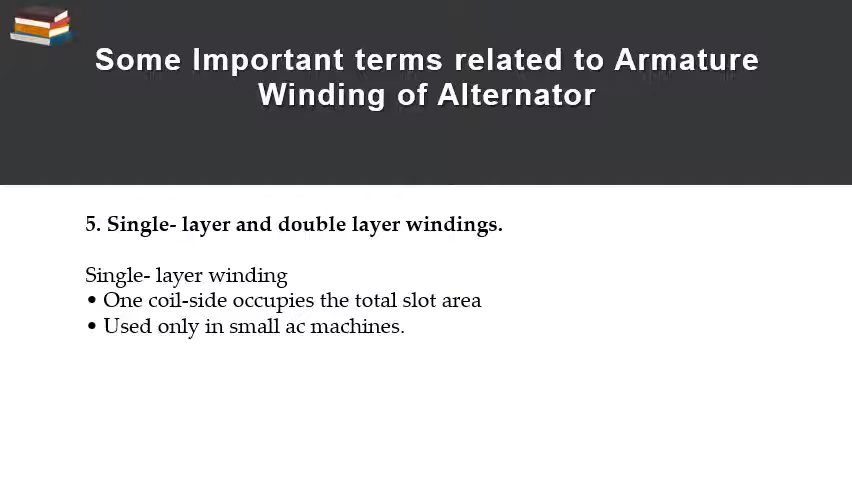 Some Important terms related to Armature
Winding of Alternator
5. Single- layer and double layer windings.
Single- layer winding
• One coil-side occupies the total slot area
• Used only in small ac machines.